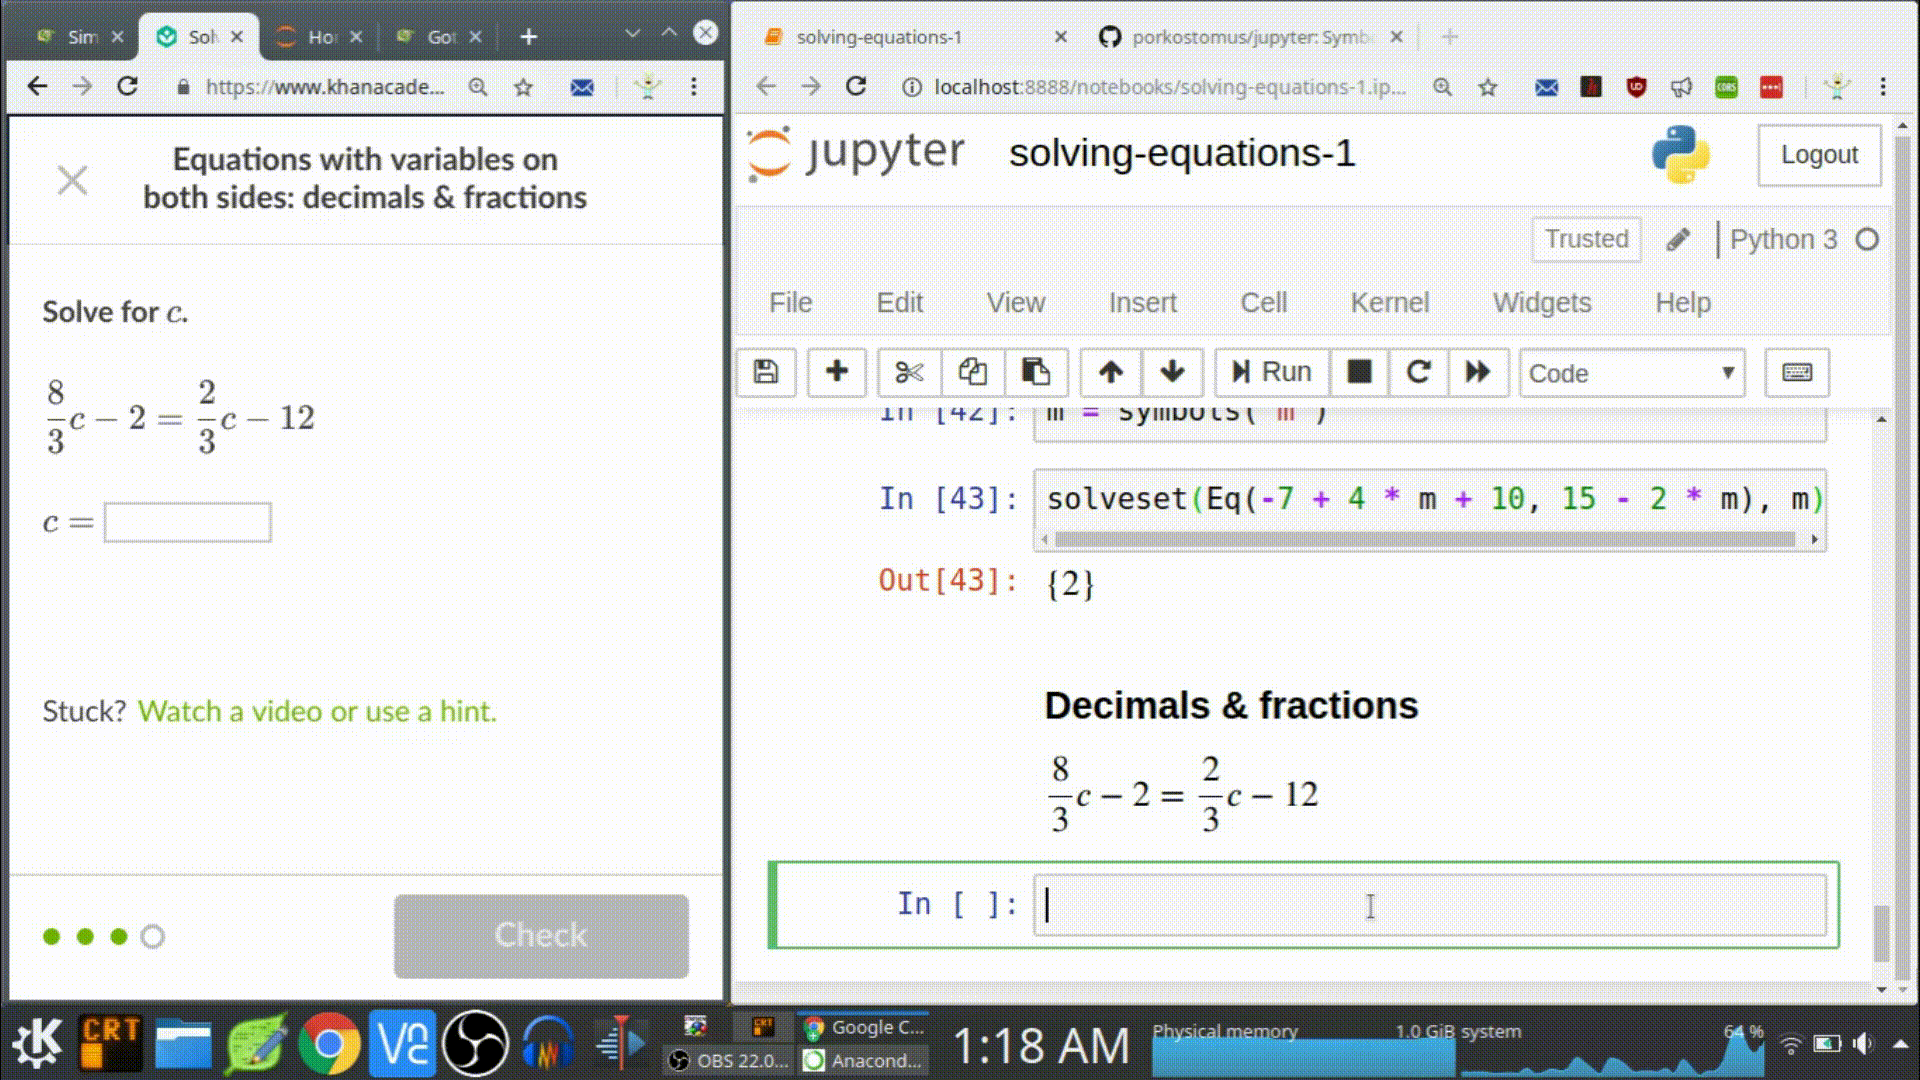 Sim
Sol
Ho
Got
https://www.khanacade...
Equations with variables on
both sides: decimals & fractions
Solve for c.
8/3 c − 2 = 2/3 c − 12
c =
Stuck? Watch a video or use a hint.
Check
solving-equations-1
porkostomus/jupyter: Symb
localhost:8888/notebooks/solving-equations-1.ip...
jupyter solving-equations-1
Logout
Trusted
Python 3
File Edit View Insert Cell Kernel Widgets Help
Run
Code
In [42]: m = symbols('m')
In [43]: solveset(Eq(-7 + 4 * m + 10, 15 - 2 * m), m)
Out[43]: {2}
Decimals & fractions
8/3 c − 2 = 2/3 c − 12
In [ ]:
CRT
Google C...
OBS 22.0...
Anacond...
1:18 AM
Physical memory
1.0 GiB system
64 %